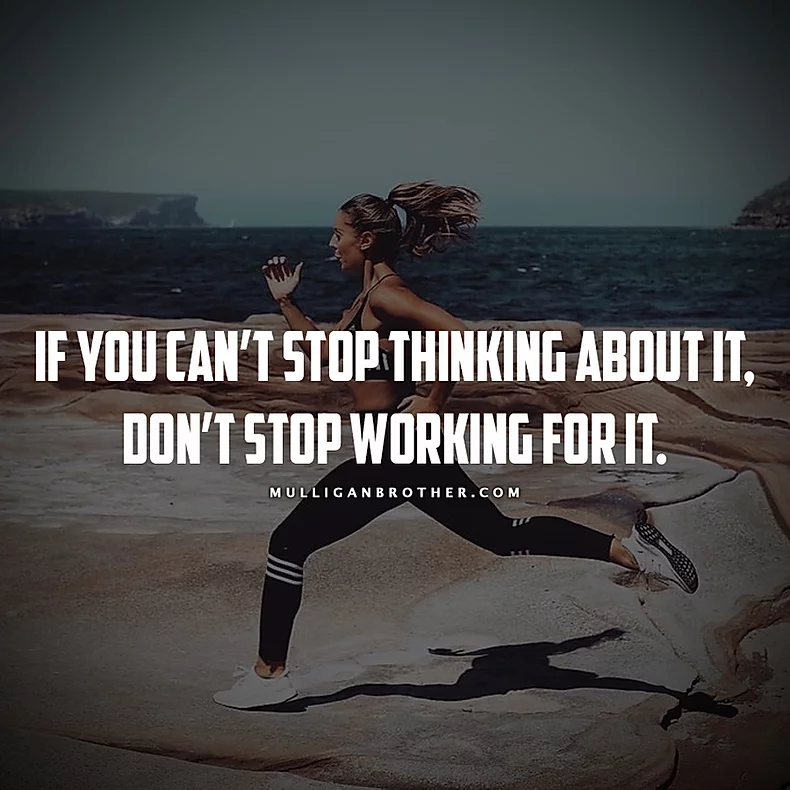 IF YOU CAN'T STOP THINKING ABOUT IT,
DON'T STOP WORKING FOR IT.
MULLIGANBROTHER.COM